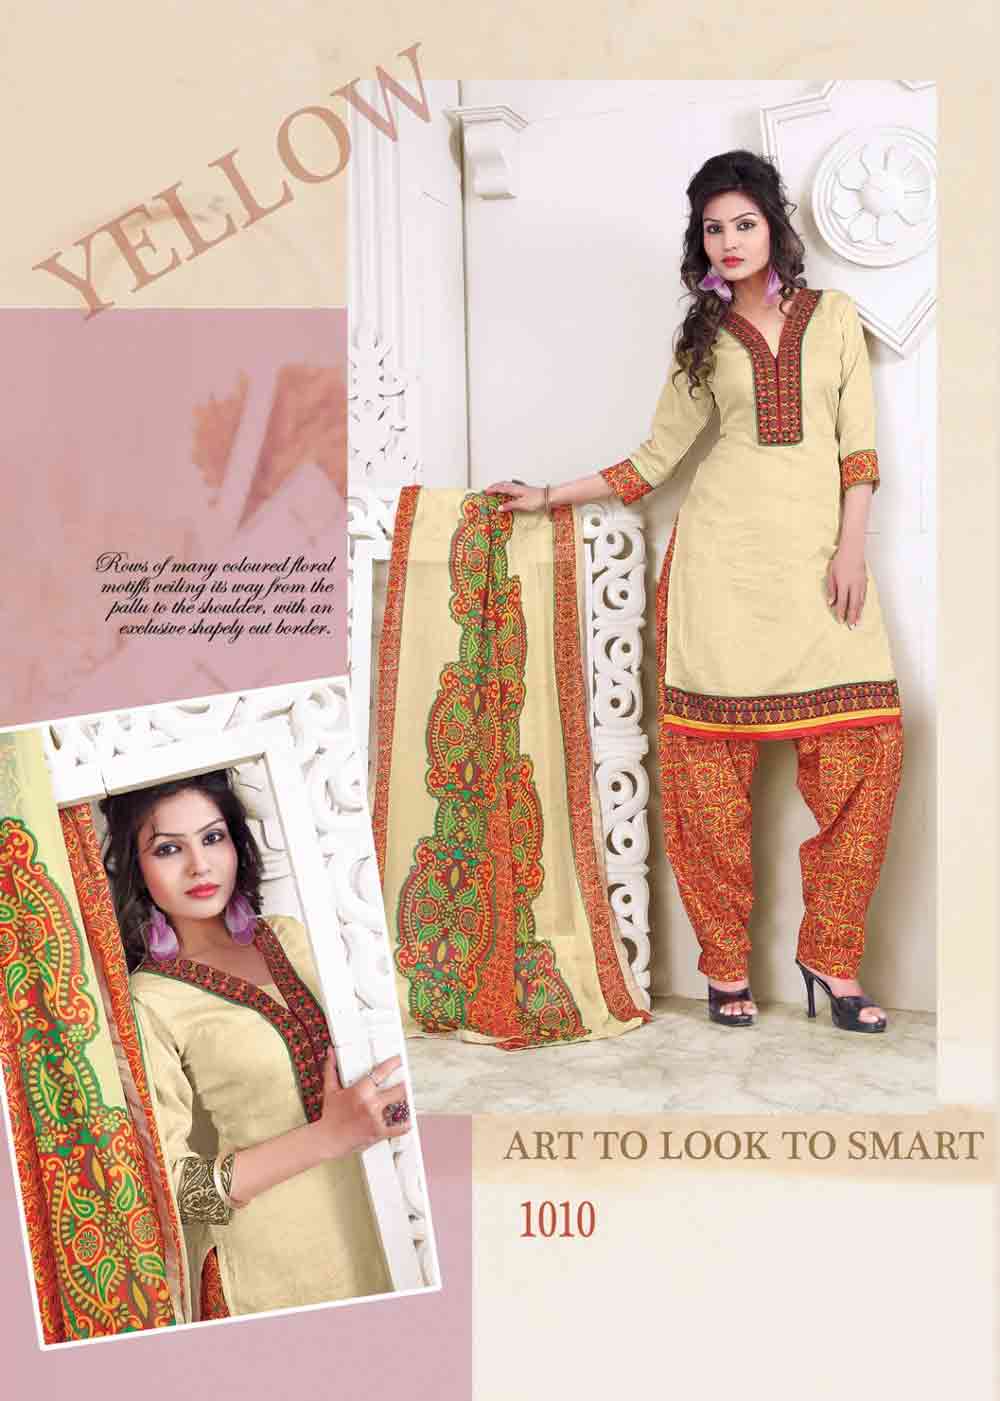 YELLOW
Rows of many coloured floral
motiffs veiling its way from the
pallu to the shoulder, with an
exclusive shapely cut border.
ART TO LOOK TO SMART
1010